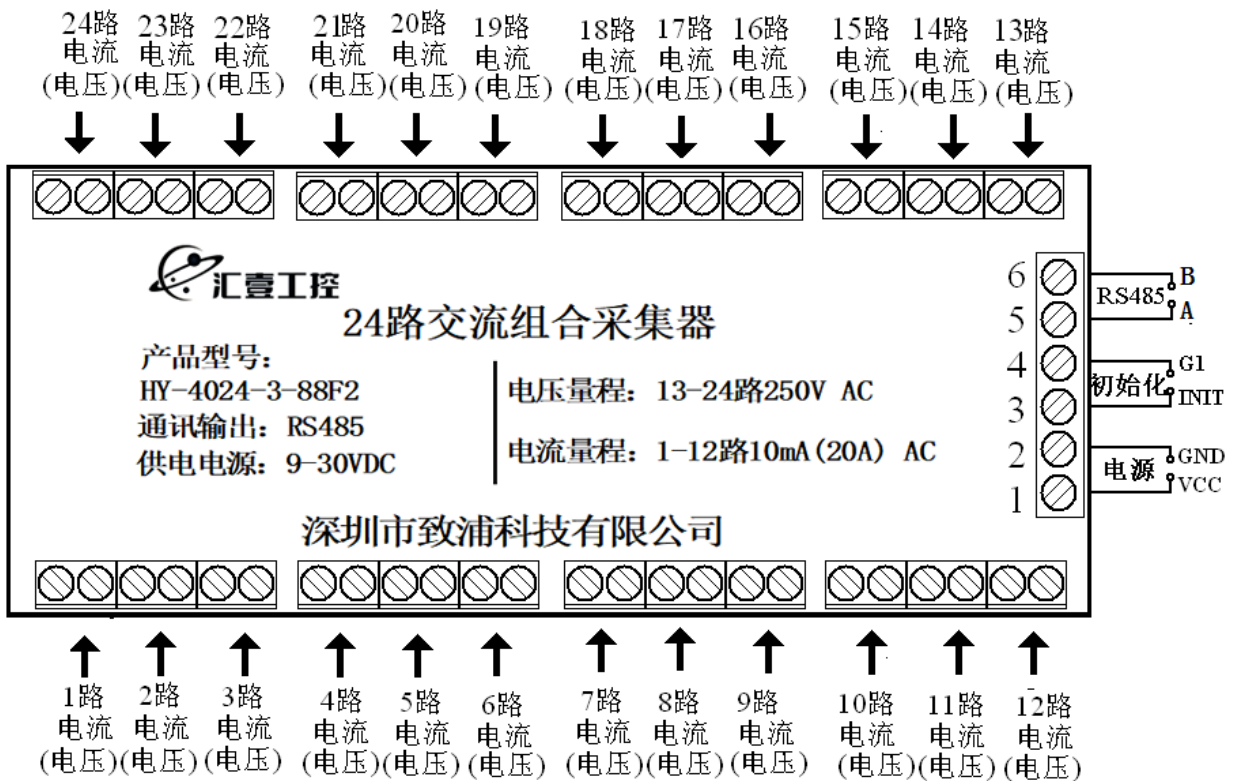 24路 23路 22路 21路 20路 19路 18路 17路 16路 15路 14路 13路
电流 电流 电流 电流 电流 电流 电流 电流 电流 电流 电流 电流
(电压)(电压)(电压) (电压)(电压)(电压) (电压)(电压)(电压) (电压)(电压)(电压)
汇壹工控
24路交流组合采集器
产品型号:
HY-4024-3-88F2
通讯输出: RS485
供电电源: 9-30VDC
电压量程: 13-24路250V AC
电流量程: 1-12路10mA(20A) AC
深圳市致浦科技有限公司
6 RS485 B
5 A
4 初始化 G1
3 INIT
2 电源 GND
1 VCC
1路 2路 3路 4路 5路 6路 7路 8路 9路 10路 11路 12路
电流 电流 电流 电流 电流 电流 电流 电流 电流 电流 电流 电流
(电压)(电压)(电压) (电压)(电压)(电压) (电压)(电压)(电压) (电压)(电压)(电压)